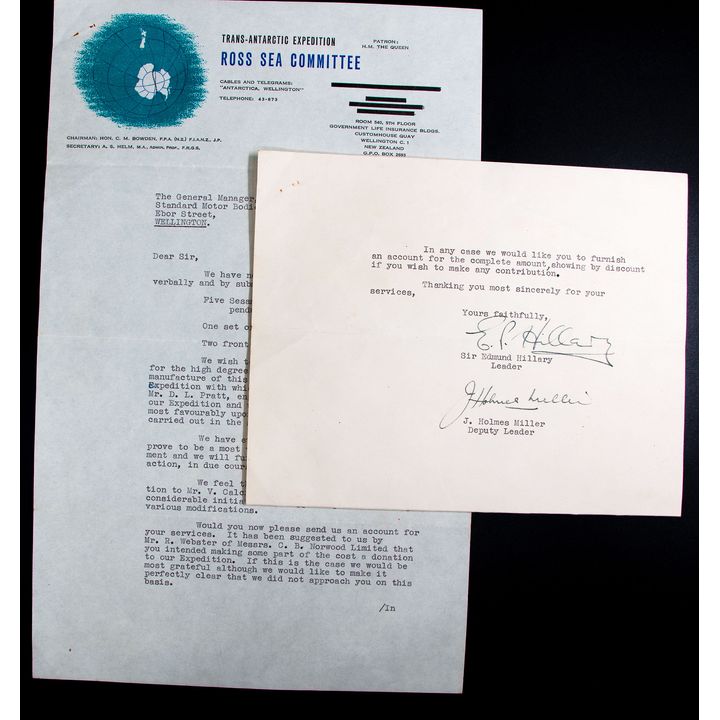 TRANS-ANTARCTIC EXPEDITION
ROSS SEA COMMITTEE
PATRON:
H.M. THE QUEEN
CABLES AND TELEGRAMS:
"ANTARCTICA, WELLINGTON"
TELEPHONE: 43-873
ROOM 540, 5TH FLOOR
GOVERNMENT LIFE INSURANCE BLDGS.
CUSTOMHOUSE QUAY
WELLINGTON C. 1
NEW ZEALAND
G.P.O. BOX 2693
CHAIRMAN: HON. C. M. BOWDEN, F.P.A. (N.Z.) F.I.A.N.Z., J.P.
SECRETARY: A. S. HELM, M.A., ADMIN. PROF., F.R.G.S.
The General Manager,
Standard Motor Bodi
Ebor Street,
WELLINGTON.
Dear Sir,
We have n
verbally and by sub
Five Sesa
pend
One set o
Two front
We wish t
for the high degree
manufacture of this
Expedition with whic
Mr. D. L. Pratt, en
our Expedition and
most favourably upo
carried out in the
We have e
prove to be a most
ment and we will fu
action, in due cour
We feel t
tion to Mr. V. Calc
considerable initia
various modifications.
Would you now please send us an account for
your services. It has been suggested to us by
Mr. R. Webster of Messrs. C. B. Norwood Limited that
you intended making some part of the cost a donation
to our Expedition. If this is the case we would be
most grateful although we would like to make it
perfectly clear that we did not approach you on this
basis.
/In
In any case we would like you to furnish
an account for the complete amount,showing by discount
if you wish to make any contribution.
Thanking you most sincerely for your
services,
Yours faithfully,
E. P. Hillary
Sir Edmund Hillary
Leader
J Holmes Miller
J. Holmes Miller
Deputy Leader